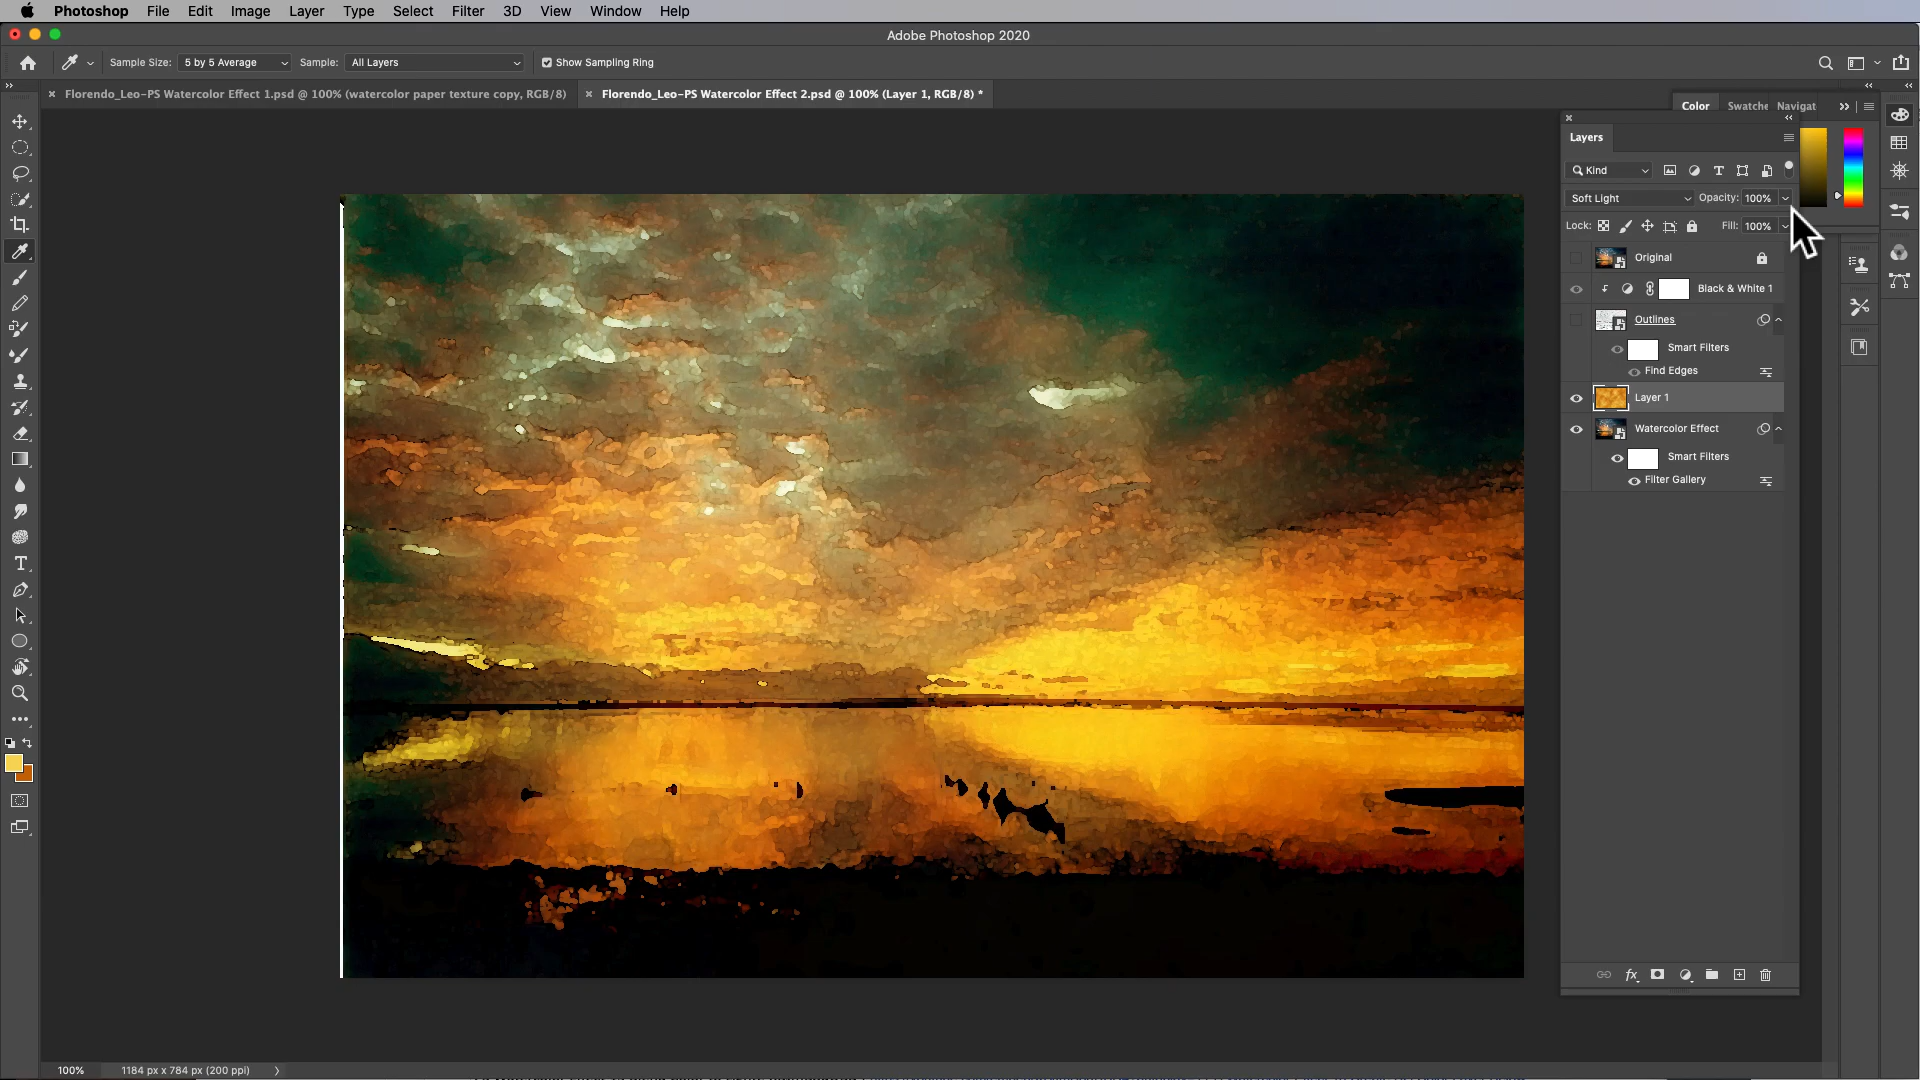 Photoshop File Edit Image Layer Type Select Filter 3D View Window Help
Adobe Photoshop 2020
Sample Size: 5 by 5 Average Sample: All Layers Show Sampling Ring
Florendo_Leo-PS Watercolor Effect 1.psd @ 100% (watercolor paper texture copy, RGB/8)
Florendo_Leo-PS Watercolor Effect 2.psd @ 100% (Layer 1, RGB/8) *
Color Swatche Navigat
Layers
Kind
Soft Light Opacity: 100%
Lock: Fill: 100%
Original
Black & White 1
Outlines
Smart Filters
Find Edges
Layer 1
Watercolor Effect
Smart Filters
Filter Gallery
fx
100% 1184 px x 784 px (200 ppi)